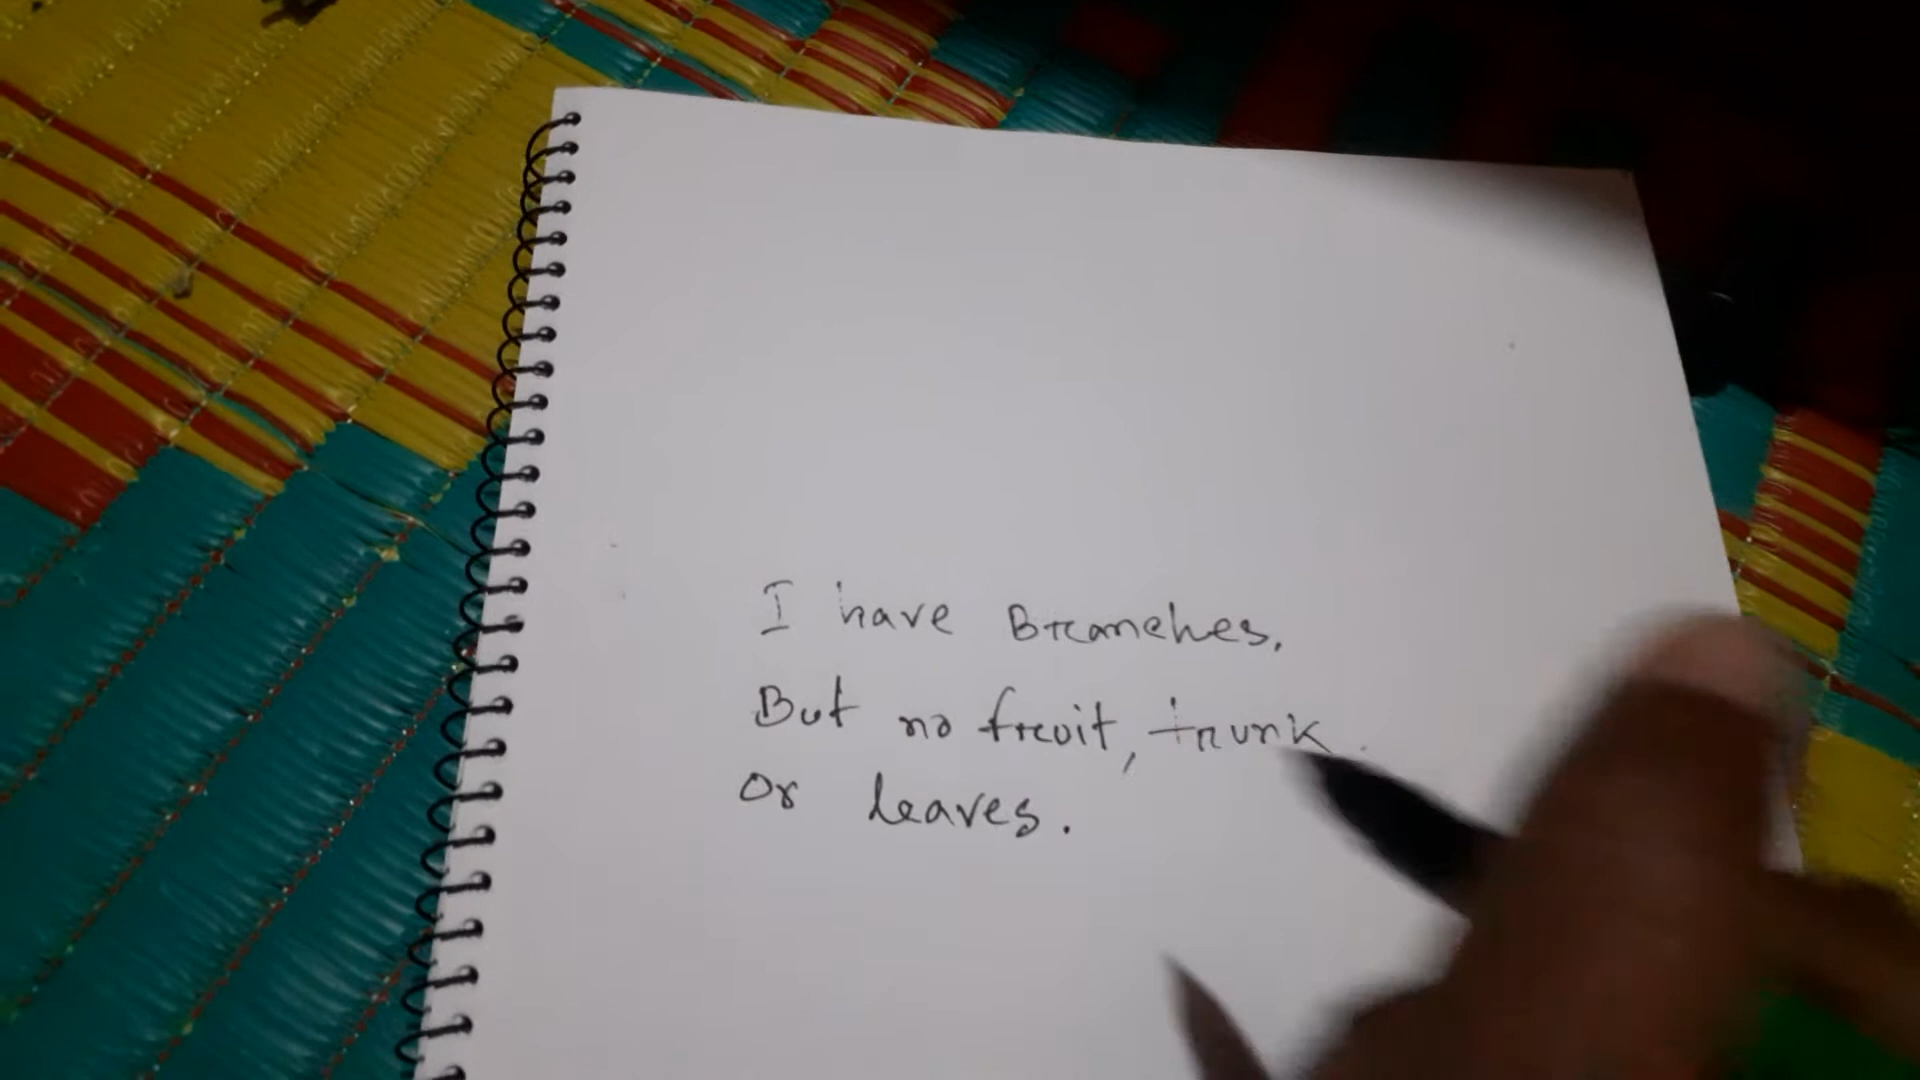 I have Branches.
But no fruit, trunk.
Or leaves.